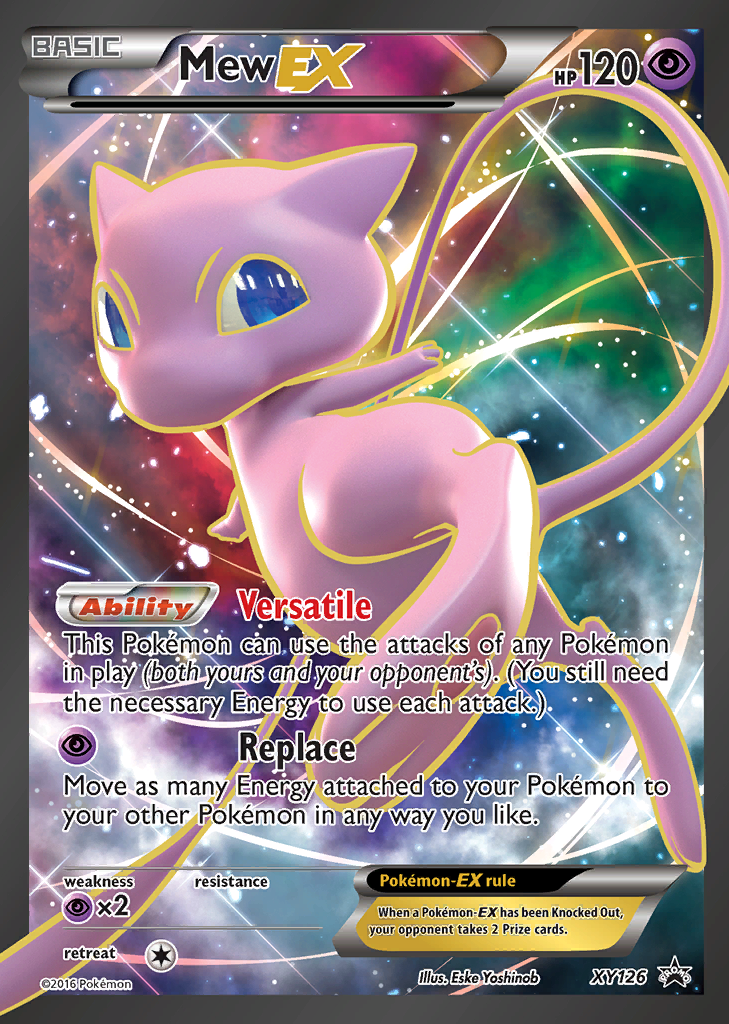 BASIC
Mew EX
HP120
Ability Versatile
This Pokémon can use the attacks of any Pokémon
in play (both yours and your opponent's). (You still need
the necessary Energy to use each attack.)
Replace
Move as many Energy attached to your Pokémon to
your other Pokémon in any way you like.
weakness resistance
×2
retreat
Pokémon-EX rule
When a Pokémon-EX has been Knocked Out,
your opponent takes 2 Prize cards.
©2016 Pokémon
Illus. Eske Yoshinob
XY126
PROMO